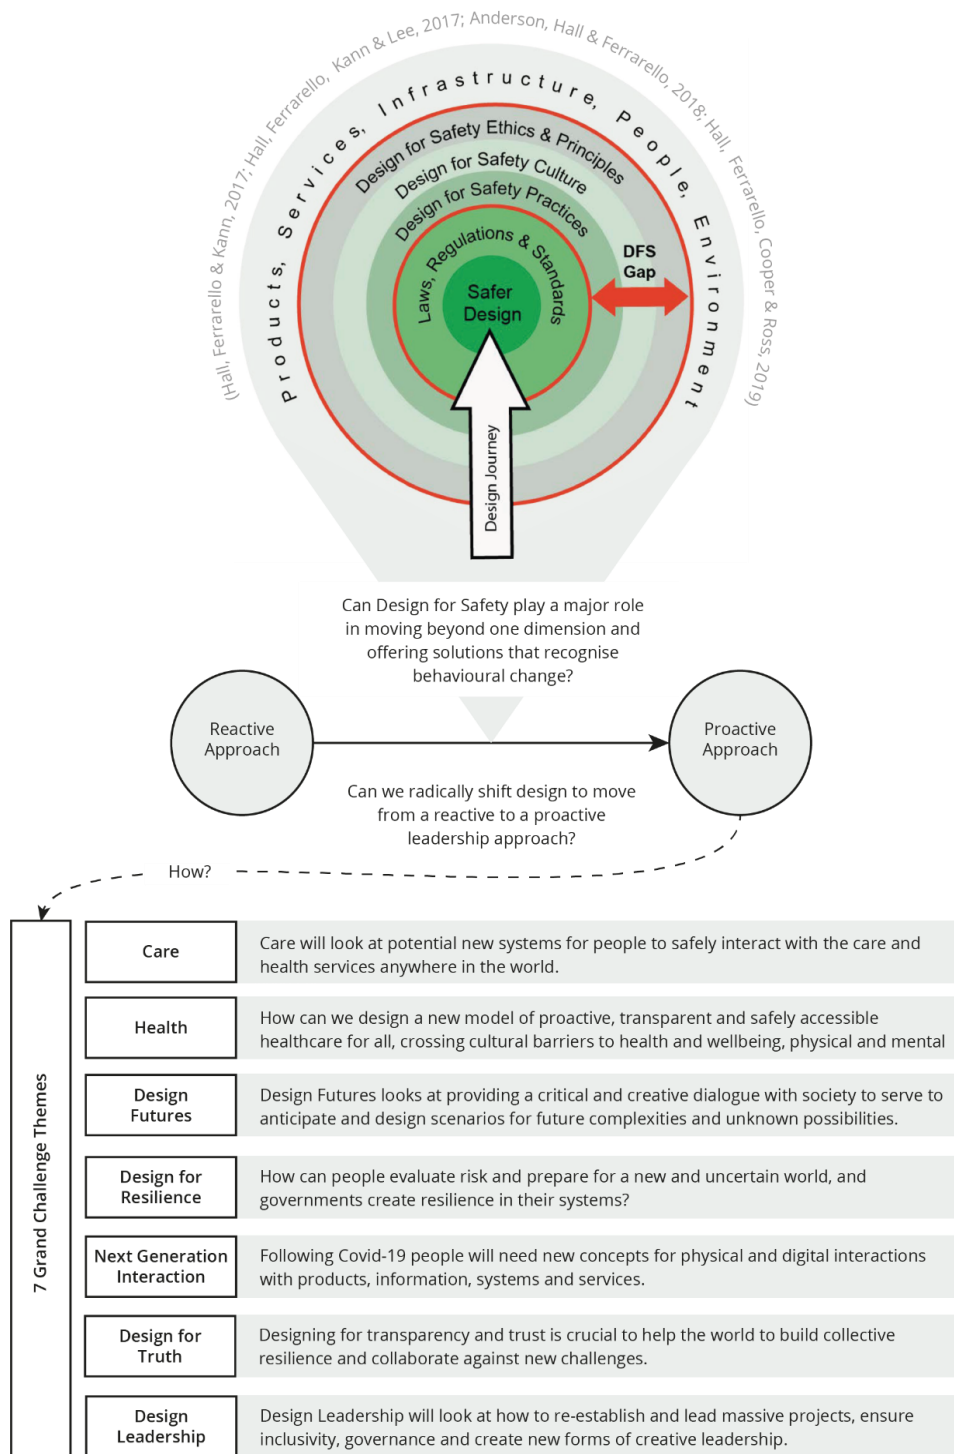 (Hall, Ferrarello & Kann, 2017; Hall, Ferrarello, Kann & Lee, 2017; Anderson, Hall & Ferrarello, 2018; Hall, Ferrarello, Cooper & Ross, 2019)
Products, Services, Infrastructure, People, Environment
Design for Safety Ethics & Principles
Design for Safety Culture
Design for Safety Practices
Laws, Regulations & Standards
DFS
Gap
Safer
Design
Design Journey
Can Design for Safety play a major role
in moving beyond one dimension and
offering solutions that recognise
behavioural change?
Reactive
Approach
Proactive
Approach
Can we radically shift design to move
from a reactive to a proactive
leadership approach?
How?
7 Grand Challenge Themes
Care
Care will look at potential new systems for people to safely interact with the care and
health services anywhere in the world.
Health
How can we design a new model of proactive, transparent and safely accessible
healthcare for all, crossing cultural barriers to health and wellbeing, physical and mental
Design
Futures
Design Futures looks at providing a critical and creative dialogue with society to serve to
anticipate and design scenarios for future complexities and unknown possibilities.
Design for
Resilience
How can people evaluate risk and prepare for a new and uncertain world, and
governments create resilience in their systems?
Next Generation
Interaction
Following Covid-19 people will need new concepts for physical and digital interactions
with products, information, systems and services.
Design for
Truth
Designing for transparency and trust is crucial to help the world to build collective
resilience and collaborate against new challenges.
Design
Leadership
Design Leadership will look at how to re-establish and lead massive projects, ensure
inclusivity, governance and create new forms of creative leadership.